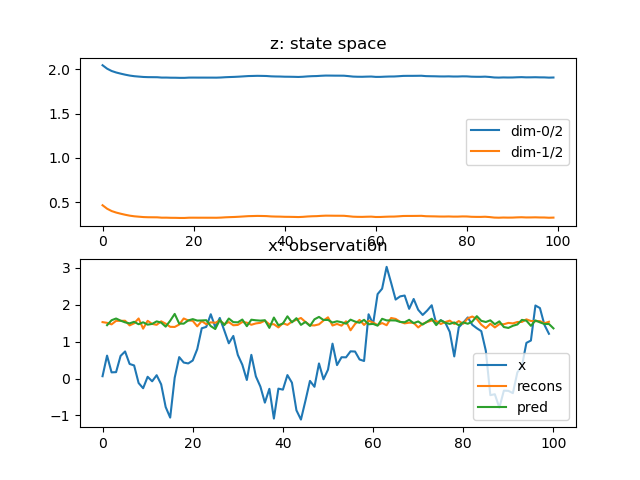 z: state space
2.0
1.5
1.0
0.5
dim-0/2
dim-1/2
0 20 40 60 80 100
x: observation
3
2
1
0
−1
x
recons
pred
0 20 40 60 80 100